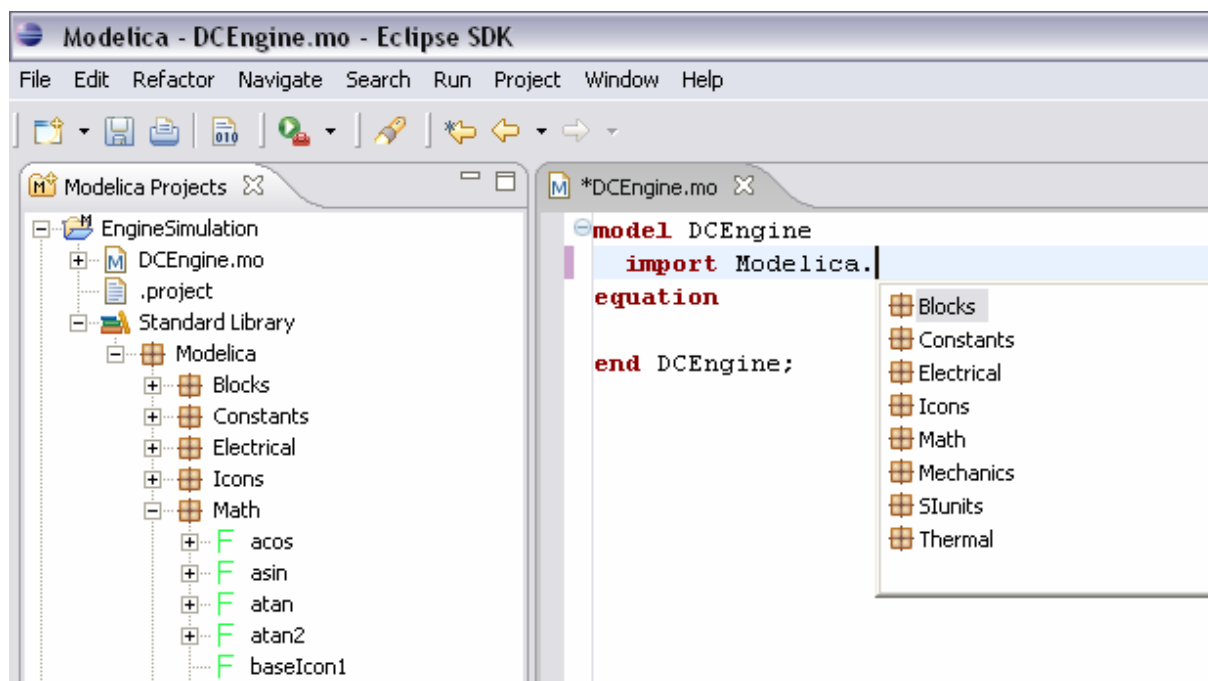 Modelica - DCEngine.mo - Eclipse SDK
File Edit Refactor Navigate Search Run Project Window Help
010
Modelica Projects
EngineSimulation
DCEngine.mo
.project
Standard Library
Modelica
Blocks
Constants
Electrical
Icons
Math
F acos
F asin
F atan
F atan2
F baseIcon1
M *DCEngine.mo
model DCEngine
import Modelica.
equation
end DCEngine;
Blocks
Constants
Electrical
Icons
Math
Mechanics
SIunits
Thermal